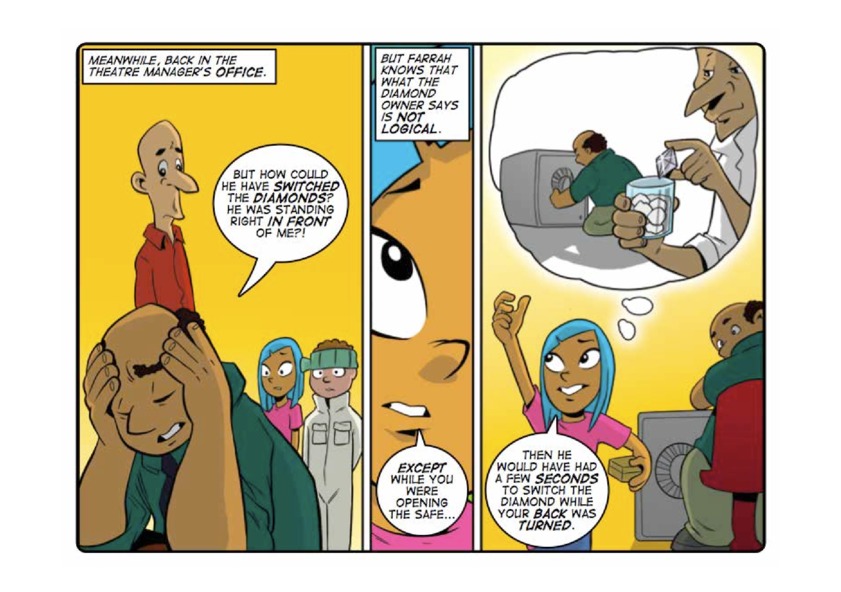 MEANWHILE, BACK IN THE
THEATRE MANAGER'S OFFICE.
BUT HOW COULD
HE HAVE SWITCHED
THE DIAMONDS?
HE WAS STANDING
RIGHT IN FRONT
OF ME?!
BUT FARRAH
KNOWS THAT
WHAT THE
DIAMOND
OWNER SAYS
IS NOT
LOGICAL.
EXCEPT
WHILE YOU
WERE
OPENING
THE SAFE...
THEN HE
WOULD HAVE HAD
A FEW SECONDS
TO SWITCH THE
DIAMOND WHILE
YOUR BACK WAS
TURNED.